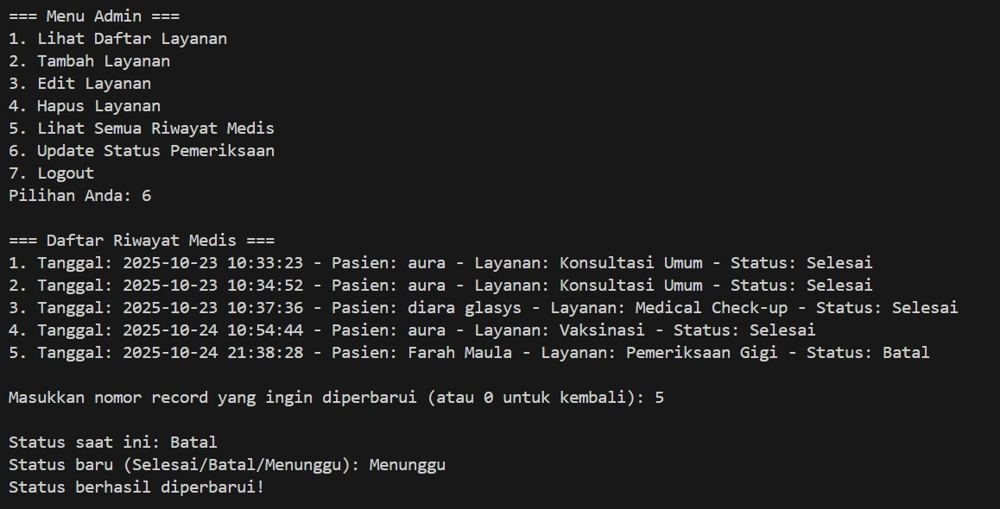 === Menu Admin ===
1. Lihat Daftar Layanan
2. Tambah Layanan
3. Edit Layanan
4. Hapus Layanan
5. Lihat Semua Riwayat Medis
6. Update Status Pemeriksaan
7. Logout
Pilihan Anda: 6
=== Daftar Riwayat Medis ===
1. Tanggal: 2025-10-23 10:33:23 - Pasien: aura - Layanan: Konsultasi Umum - Status: Selesai
2. Tanggal: 2025-10-23 10:34:52 - Pasien: aura - Layanan: Konsultasi Umum - Status: Selesai
3. Tanggal: 2025-10-23 10:37:36 - Pasien: diara glasys - Layanan: Medical Check-up - Status: Selesai
4. Tanggal: 2025-10-24 10:54:44 - Pasien: aura - Layanan: Vaksinasi - Status: Selesai
5. Tanggal: 2025-10-24 21:38:28 - Pasien: Farah Maula - Layanan: Pemeriksaan Gigi - Status: Batal
Masukkan nomor record yang ingin diperbarui (atau 0 untuk kembali): 5
Status saat ini: Batal
Status baru (Selesai/Batal/Menunggu): Menunggu
Status berhasil diperbarui!